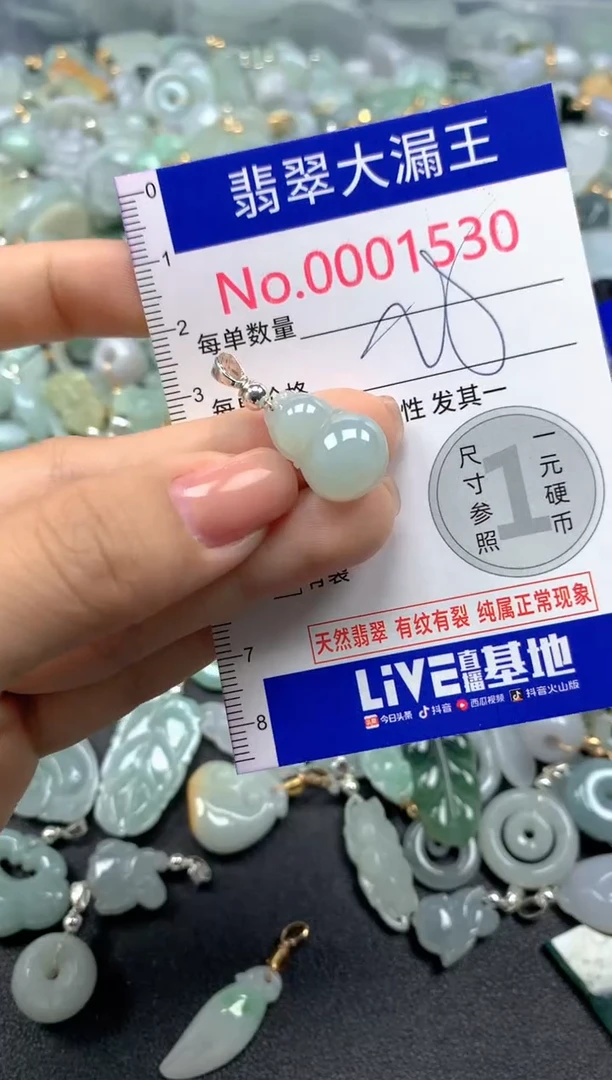 翡翠大漏王
No.0001530
每单数量
性 发其一
尺寸参照
1
一元硬币
天然翡翠 有纹有裂 纯属正常现象
LiVE直播基地
今日头条 抖音 西瓜视频 抖音火山版
0
1
2
3
7
8